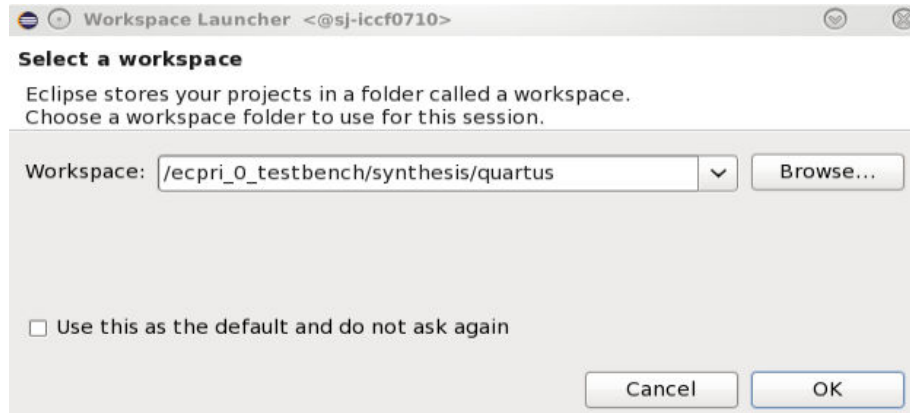 Workspace Launcher <@sj-iccf0710>
Select a workspace
Eclipse stores your projects in a folder called a workspace.
Choose a workspace folder to use for this session.
Workspace: /ecpri_0_testbench/synthesis/quartus Browse...
Use this as the default and do not ask again
Cancel OK